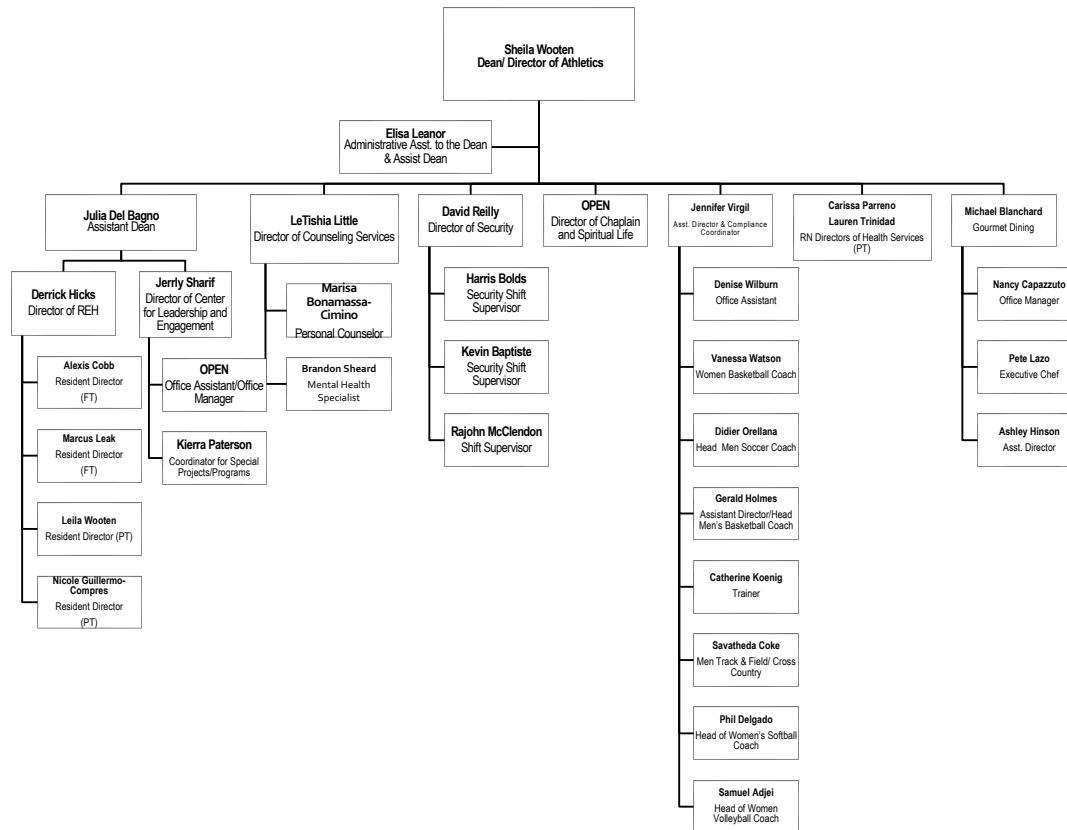 Sheila Wooten
Dean/ Director of Athletics
Elisa Leanor
Administrative Asst. to the Dean
& Assist Dean
Julia Del Bagno
Assistant Dean
LeTishia Little
Director of Counseling Services
David Reilly
Director of Security
OPEN
Director of Chaplain
and Spiritual Life
Jennifer Virgil
Asst. Director & Compliance
Coordinator
Carissa Parreno
Lauren Trinidad
RN Directors of Health Services
(PT)
Michael Blanchard
Gourmet Dining
Derrick Hicks
Director of REH
Jerrly Sharif
Director of Center
for Leadership and
Engagement
Alexis Cobb
Resident Director
(FT)
Marcus Leak
Resident Director
(FT)
Leila Wooten
Resident Director (PT)
Nicole Guillermo-
Compres
Resident Director
(PT)
OPEN
Office Assistant/Office
Manager
Kierra Paterson
Coordinator for Special
Projects/Programs
Marisa
Bonamassa-
Cimino
Personal Counselor
Brandon Sheard
Mental Health
Specialist
Harris Bolds
Security Shift
Supervisor
Kevin Baptiste
Security Shift
Supervisor
Rajohn McClendon
Shift Supervisor
Denise Wilburn
Office Assistant
Vanessa Watson
Women Basketball Coach
Didier Orellana
Head Men Soccer Coach
Gerald Holmes
Assistant Director/Head
Men's Basketball Coach
Catherine Koenig
Trainer
Savatheda Coke
Men Track & Field/ Cross
Country
Phil Delgado
Head of Women's Softball
Coach
Samuel Adjei
Head of Women
Volleyball Coach
Nancy Capazzuto
Office Manager
Pete Lazo
Executive Chef
Ashley Hinson
Asst. Director